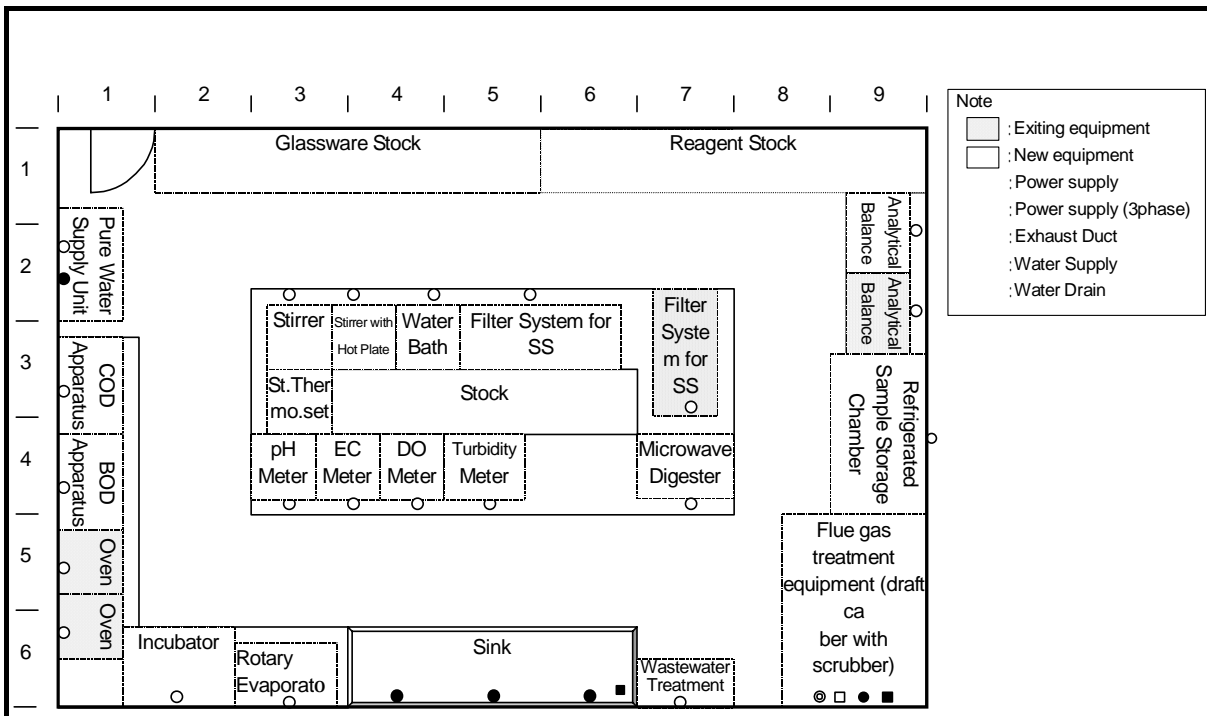 1 2 3 4 5 6 7 8 9
1
2
3
4
5
6
Glassware Stock
Reagent Stock
Pure Water
Supply Unit
Analytical
Balance
Analytical
Balance
Stirrer
Stirrer with
Hot Plate
Water
Bath
Filter System for
SS
Filter
Syste
m for
SS
COD
Apparatus
St.Ther
mo.set
Stock
Refrigerated
Sample Storage
Chamber
BOD
Apparatus
pH
Meter
EC
Meter
DO
Meter
Turbidity
Meter
Microwave
Digester
Oven
Oven
Flue gas
treatment
equipment (draft
ca
ber with
scrubber)
Incubator
Rotary
Evaporato
Sink
Wastewater
Treatment
Note
: Exiting equipment
: New equipment
: Power supply
: Power supply (3phase)
: Exhaust Duct
: Water Supply
: Water Drain